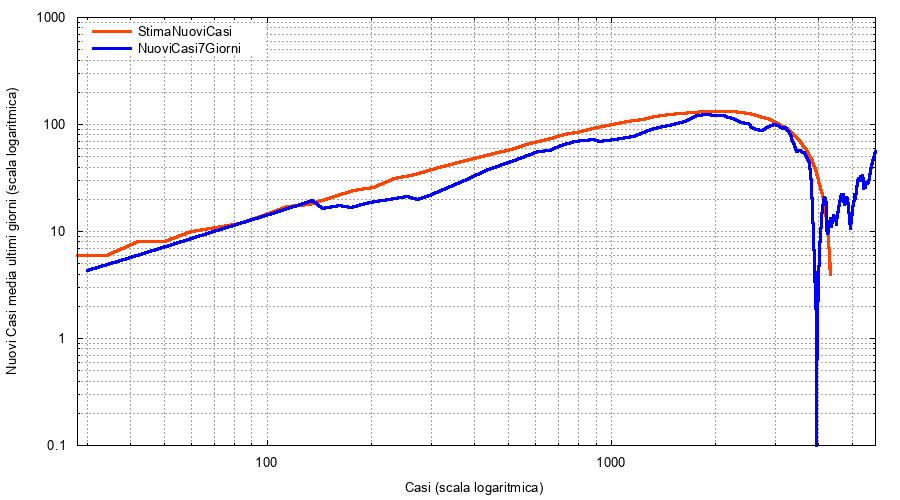 1000
StimaNuoviCasi
NuoviCasi7Giorni
100
10
1
0.1
Nuovi Casi media ultimi giorni (scala logaritmica)
100
1000
Casi (scala logaritmica)